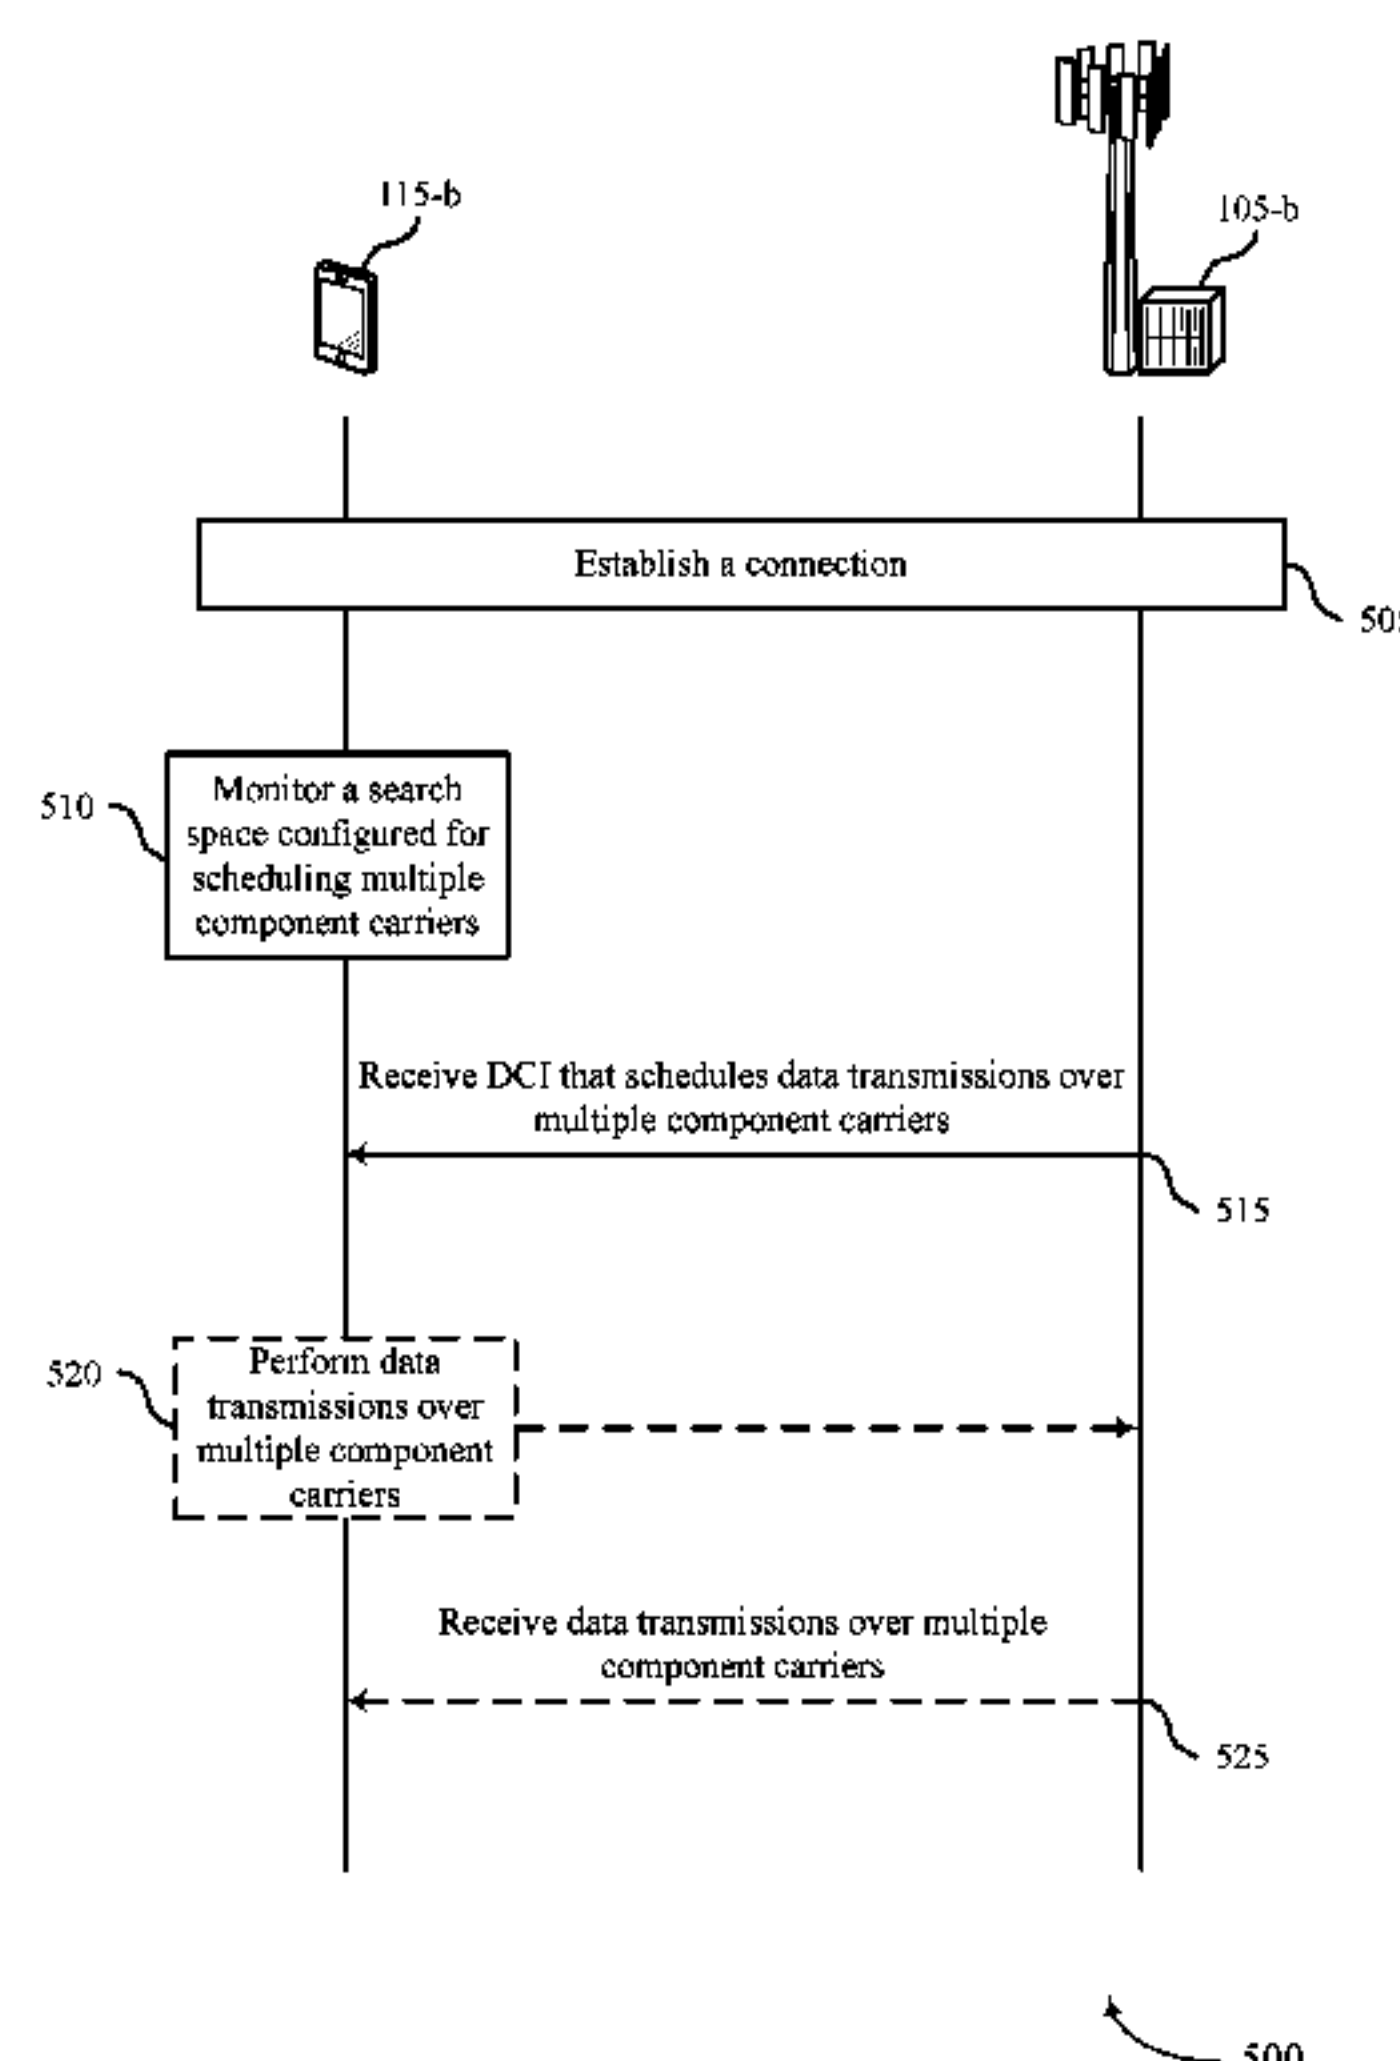 115-b
105-b
Establish a connection
510
Monitor a search
space configured for
scheduling multiple
component carriers
Receive DCI that schedules data transmissions over
multiple component carriers
515
520
Perform data
transmissions over
multiple component
carriers
Receive data transmissions over multiple
component carriers
525
500